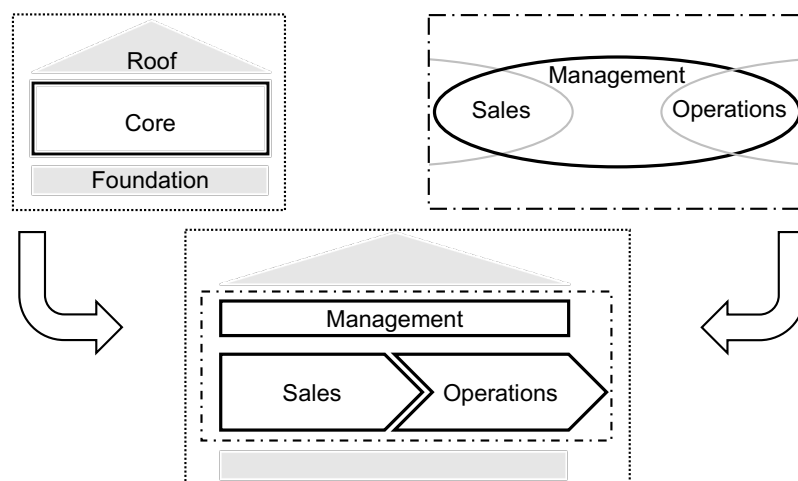 Roof
Core
Foundation
Management
Sales
Operations
Management
Sales
Operations